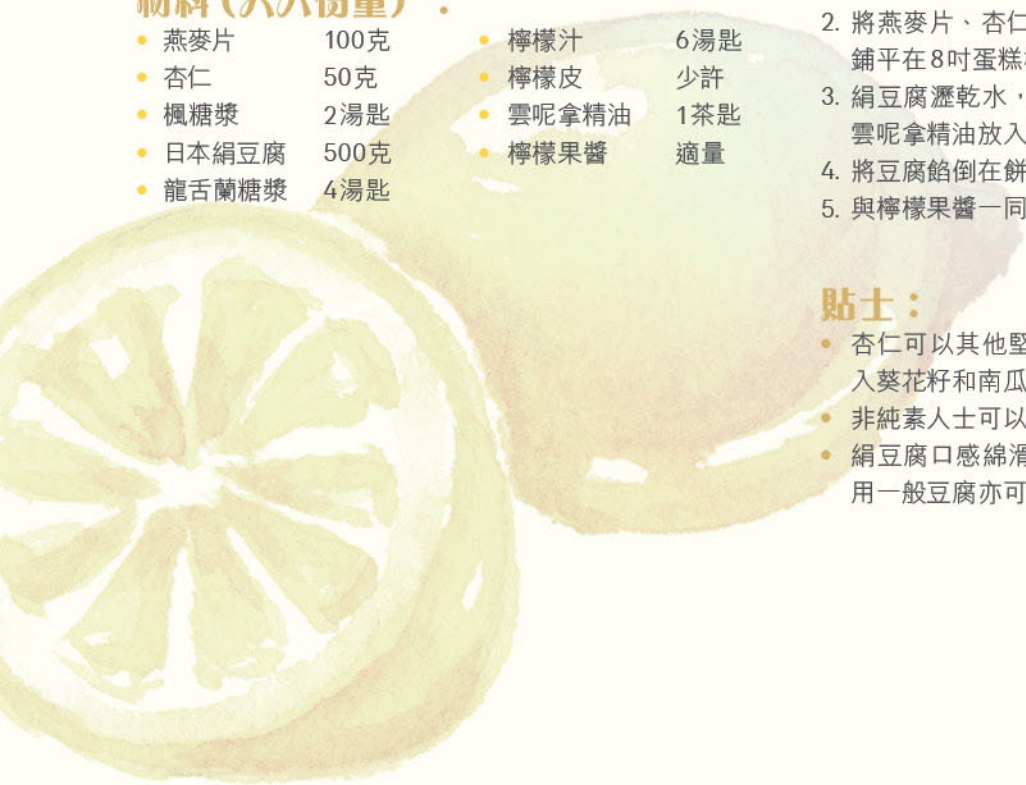 材料（六人份量）：
燕麥片 100克
杏仁 50克
楓糖漿 2湯匙
日本絹豆腐 500克
龍舌蘭糖漿 4湯匙
檸檬汁 6湯匙
檸檬皮 少許
雲呢拿精油 1茶匙
檸檬果醬 適量
2. 將燕麥片、杏仁
鋪平在8吋蛋糕
3. 絹豆腐瀝乾水，
雲呢拿精油放入
4. 將豆腐餡倒在餅
5. 與檸檬果醬一同
貼士：
杏仁可以其他堅
入葵花籽和南瓜
非純素人士可以
絹豆腐口感綿滑
用一般豆腐亦可